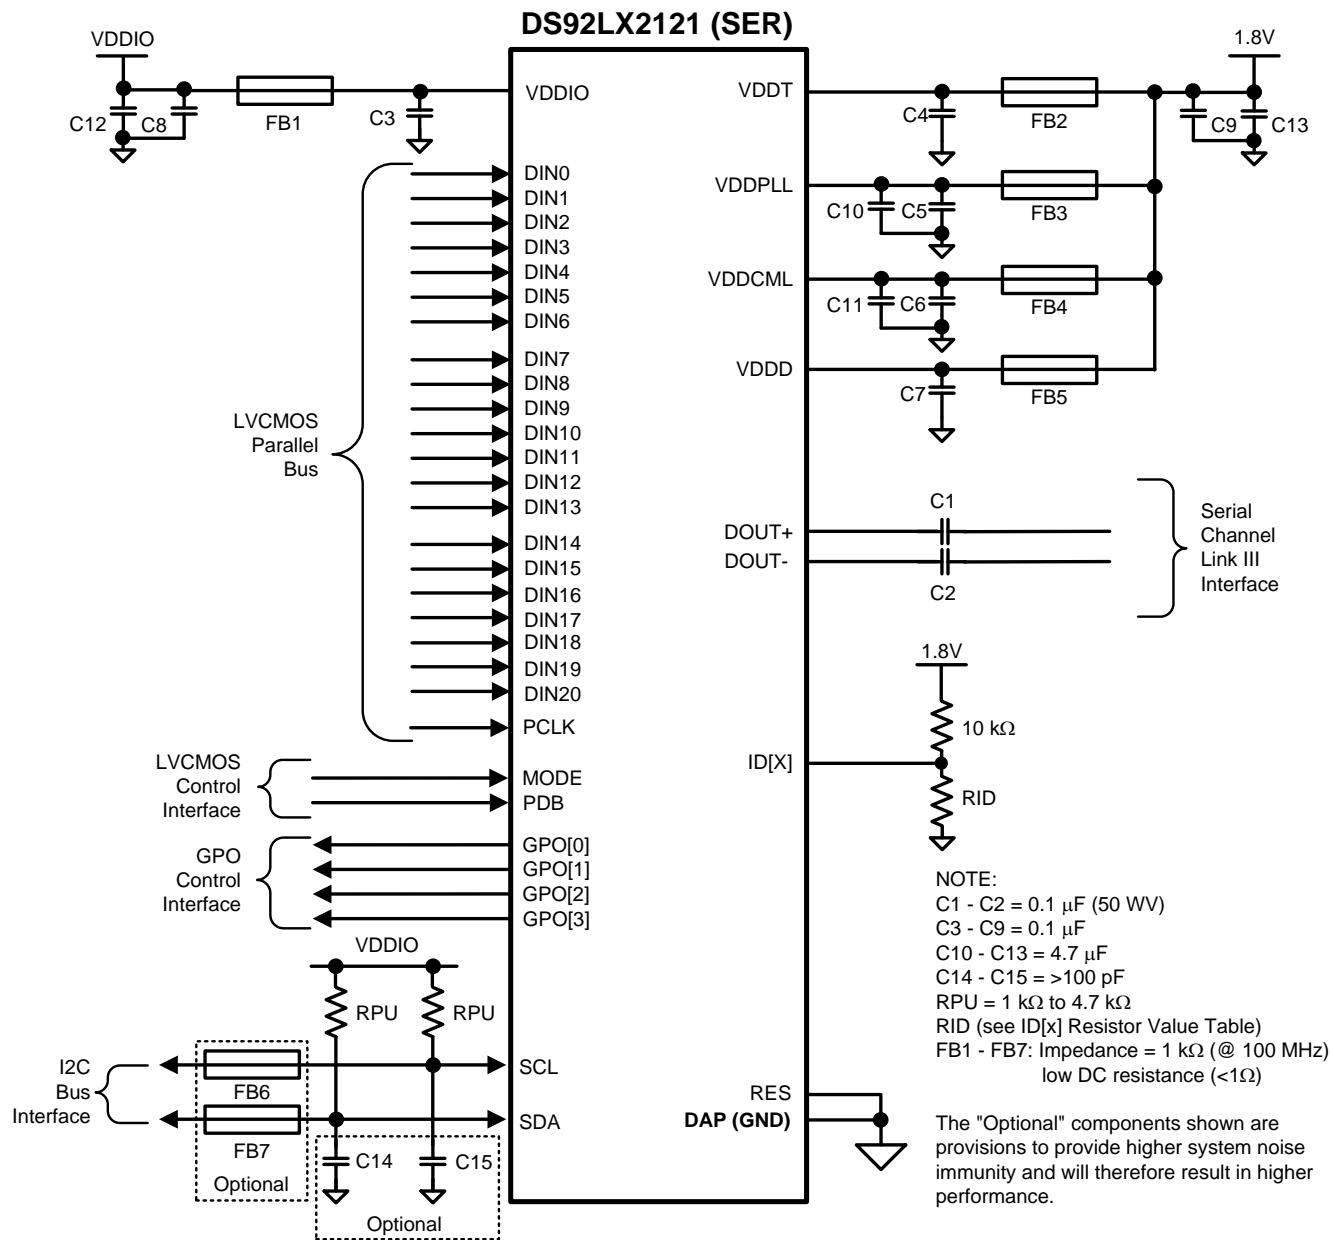 DS92LX2121 (SER)
VDDIO
1.8V
VDDIO
VDDT
C12
C8
FB1
C3
C4
FB2
C9
C13
VDDPLL
C10
C5
FB3
VDDCML
C11
C6
FB4
VDDD
C7
FB5
LVCMOS
Parallel
Bus
DIN0
DIN1
DIN2
DIN3
DIN4
DIN5
DIN6
DIN7
DIN8
DIN9
DIN10
DIN11
DIN12
DIN13
DIN14
DIN15
DIN16
DIN17
DIN18
DIN19
DIN20
PCLK
DOUT+
DOUT-
C1
C2
Serial
Channel
Link III
Interface
1.8V
10 kΩ
ID[X]
RID
LVCMOS
Control
Interface
MODE
PDB
GPO
Control
Interface
GPO[0]
GPO[1]
GPO[2]
GPO[3]
VDDIO
RPU
RPU
I2C
Bus
Interface
FB6
FB7
Optional
SCL
SDA
C14
C15
Optional
RES
DAP (GND)
NOTE:
C1 - C2 = 0.1 μF (50 WV)
C3 - C9 = 0.1 μF
C10 - C13 = 4.7 μF
C14 - C15 = >100 pF
RPU = 1 kΩ to 4.7 kΩ
RID (see ID[x] Resistor Value Table)
FB1 - FB7: Impedance = 1 kΩ (@ 100 MHz)
low DC resistance (<1Ω)
The "Optional" components shown are
provisions to provide higher system noise
immunity and will therefore result in higher
performance.